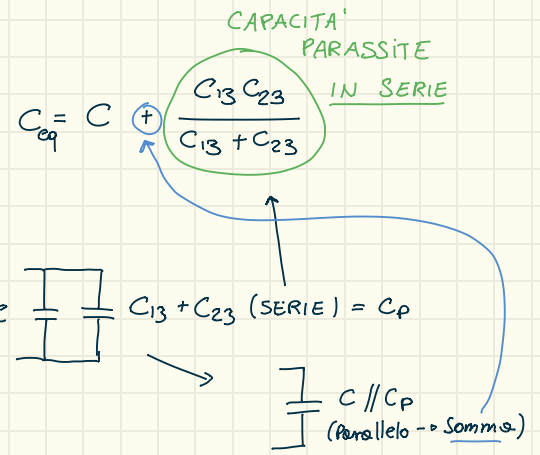 CAPACITA'
PARASSITE
IN SERIE
Ceq = C + C13 C23 / C13 + C23
C13 + C23 (SERIE) = Cp
C // Cp
(Parallelo → Somma)